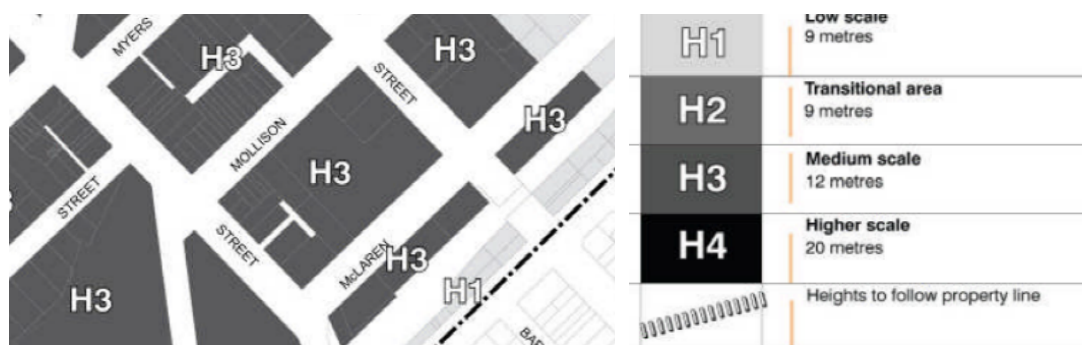 MYERS
H3
H3
STREET
H3
MOLLISON
H3
STREET
STREET
McLAREN
H3
H3
H1
H1
Low scale
9 metres
H2
Transitional area
9 metres
H3
Medium scale
12 metres
H4
Higher scale
20 metres
Heights to follow property line